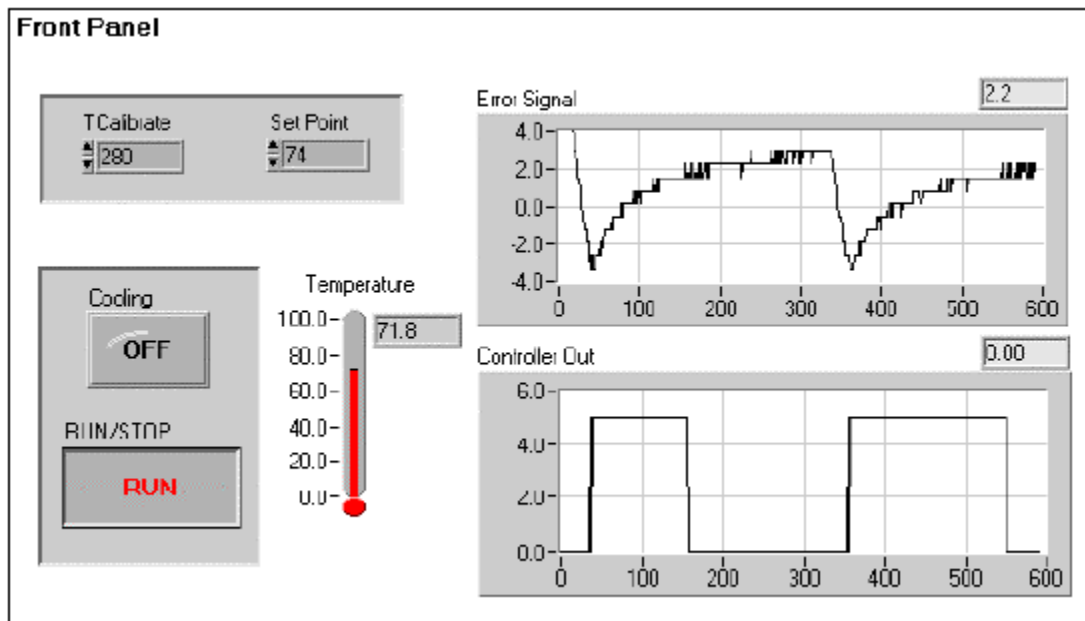 Front Panel
T Calibrate
280
Set Point
74
Cooling
OFF
RUN/STOP
RUN
Temperature
71.8
100.0
80.0
60.0
40.0
20.0
0.0
Error Signal
2.2
4.0
2.0
0.0
-2.0
-4.0
0 100 200 300 400 500 600
Controller Out
0.00
6.0
4.0
2.0
0.0
0 100 200 300 400 500 600